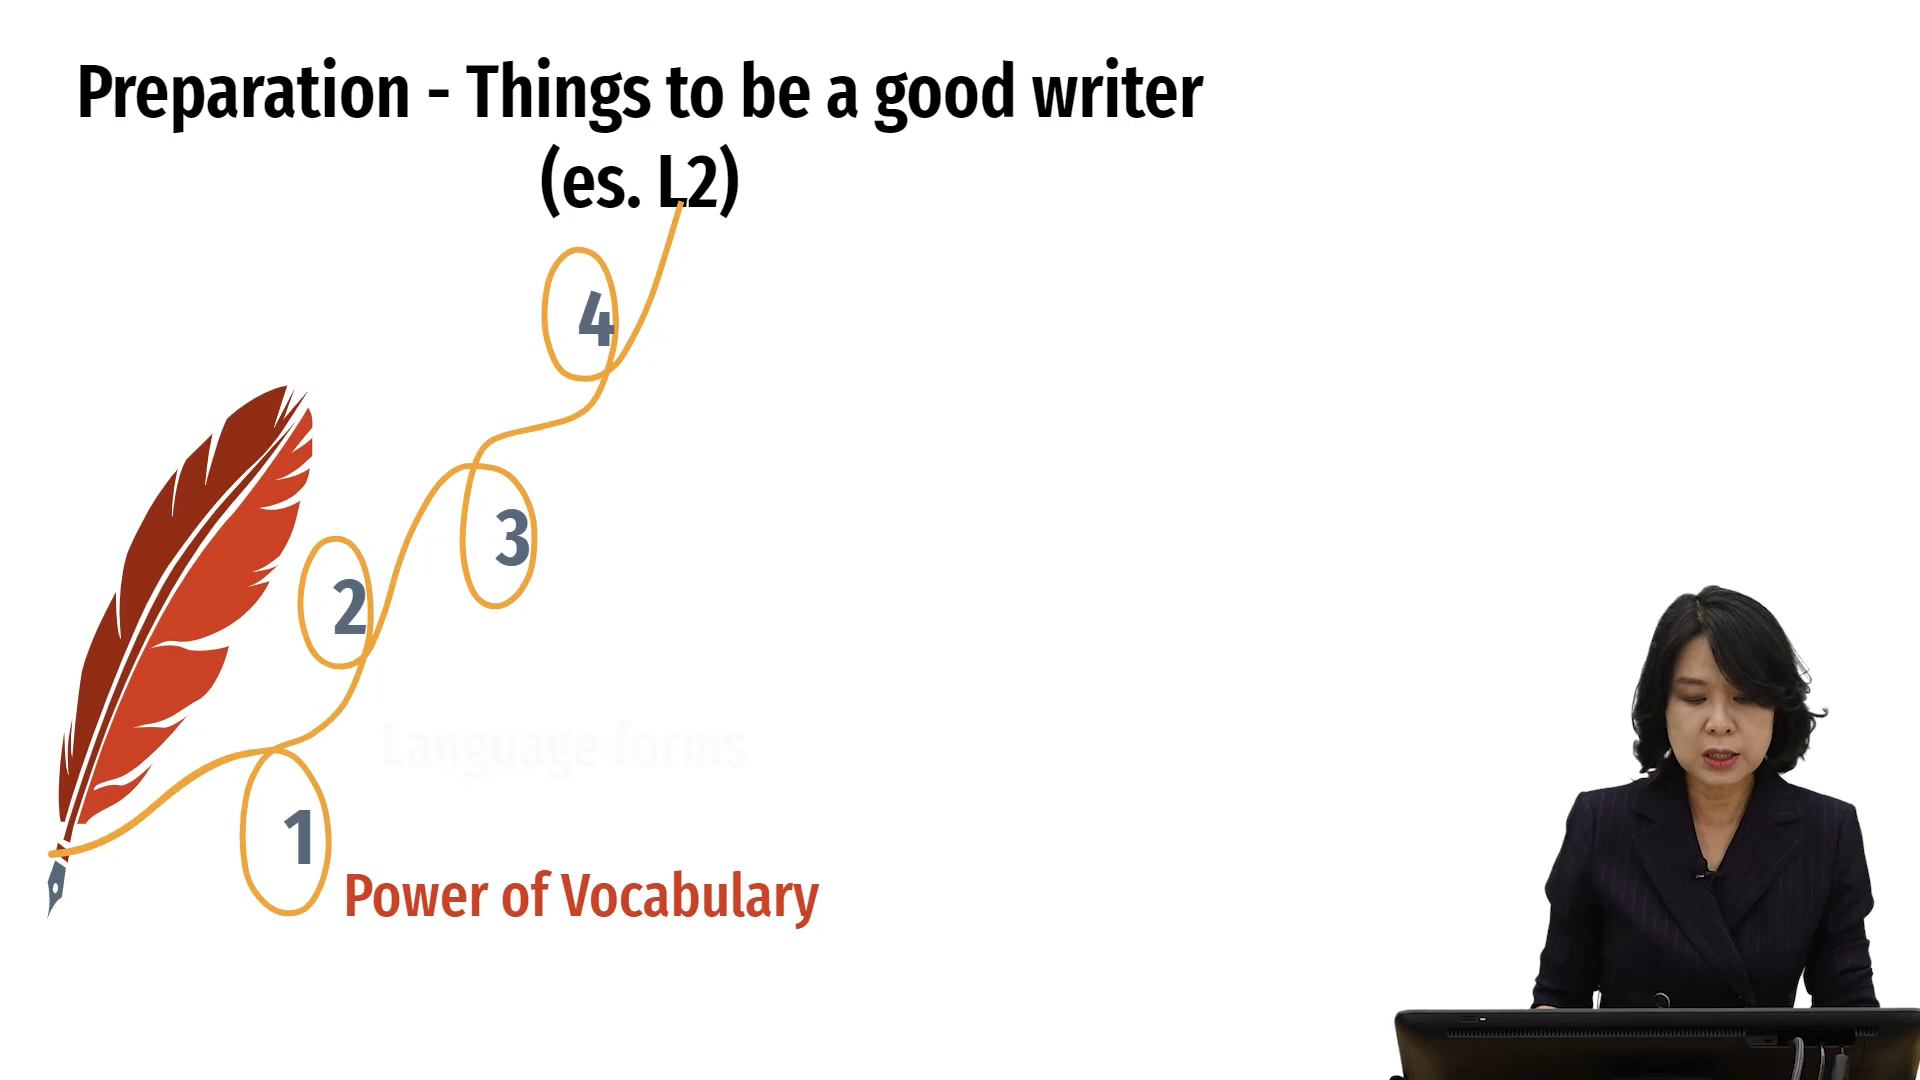 Preparation - Things to be a good writer
(es. L2)
4
3
2
Language forms
1
Power of Vocabulary